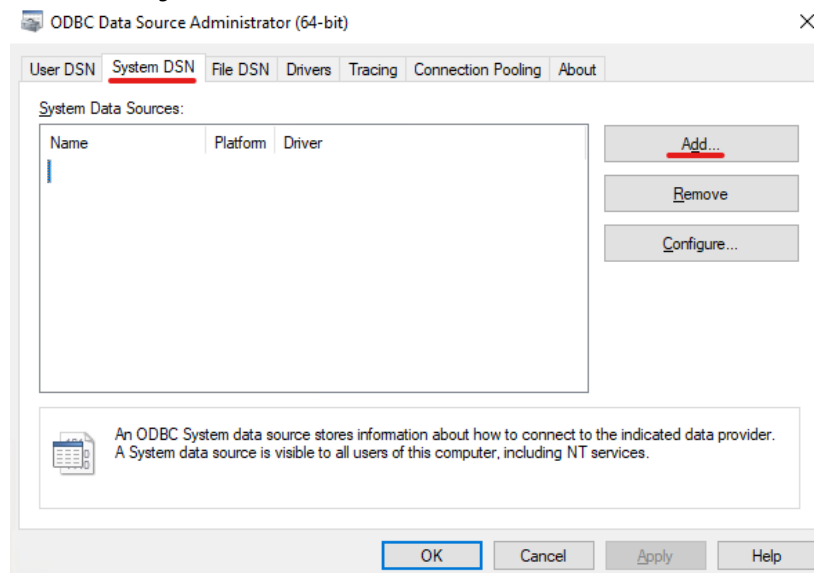 ODBC Data Source Administrator (64-bit)
User DSN System DSN File DSN Drivers Tracing Connection Pooling About
System Data Sources:
Name Platform Driver
Add...
Remove
Configure...
An ODBC System data source stores information about how to connect to the indicated data provider.
A System data source is visible to all users of this computer, including NT services.
OK Cancel Apply Help